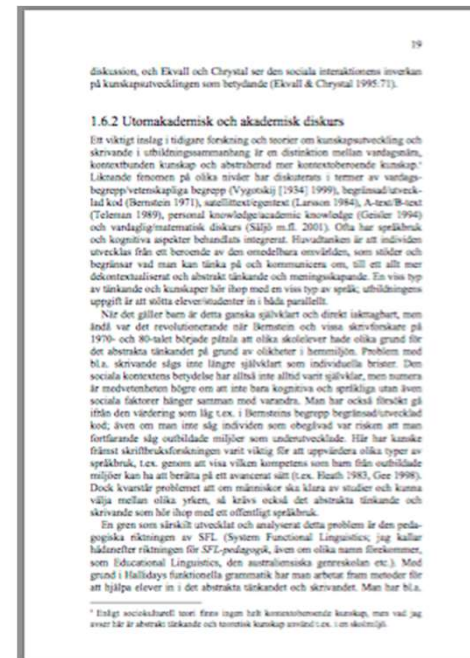 19
diskussion, och Ekvall och Chrystal ser den sociala interaktionens inverkan
på kunskapsutvecklingen som betydande (Ekvall & Chrystal 1995:71).
1.6.2 Utomakademisk och akademisk diskurs
Ett viktigt inslag i tidigare forskning och teorier om kunskapsutveckling och
skrivande i utbildningssammanhang är en distinktion mellan vardagsnära,
kontextbunden kunskap och abstraherad mer kontextoberoende kunskap.
Liknande fenomen på olika nivåer har diskuterats i termer av vardags-
begrepp/vetenskapliga begrepp (Vygotskij [1934] 1999), begränsad/utveck-
lad kod (Bernstein 1971), satellittext/egentext (Larsson 1984), A-text/B-text
(Teleman 1989), personal knowledge/academic knowledge (Geisler 1994)
och vardaglig/matematisk diskurs (Säljö m.fl. 2001). Ofta har språkbruk
och kognitiva aspekter behandlats integrerat. Huvudtanken är att individen
utvecklas från ett beroende av den omedelbara omvärlden, som stöder och
begränsar vad man kan tänka på och kommunicera om, till ett allt mer
dekontextualiserat och abstrakt tänkande och meningsskapande. En viss typ
av tänkande och kunskaper hör ihop med en viss typ av språk; utbildningens
uppgift är att stötta elever/studenter in i båda parallellt.
När det gäller barn är detta ganska självklart och direkt iakttagbart, men
ändå var det revolutionerande när Bernstein och vissa skrivforskare på
1970- och 80-talet började påtala att olika skolelever hade olika grund för
det abstrakta tänkandet på grund av olikheter i hemmiljön. Problem med
bl.a. skrivande sågs inte längre självklart som individuella brister. Den
sociala kontextens betydelse har alltså inte alltid varit självklar, men numera
är medvetenheten högre om att inte bara kognitiva och språkliga utan även
sociala faktorer hänger samman med varandra. Man har också försökt gå
ifrån den värdering som låg t.ex. i Bernsteins begrepp begränsad/utvecklad
kod; även om man inte såg individen som obegåvad var risken att man
fortfarande såg outbildade miljöer som underutvecklade. Här har kanske
främst skriftbruksforskningen varit viktig för att uppvärdera olika typer av
språkbruk, t.ex. genom att visa vilken kompetens som barn från outbildade
miljöer kan ha att berätta på ett avancerat sätt (t.ex. Heath 1983, Gee 1998).
Dock kvarstår problemet att om människor ska klara av studier och kunna
välja mellan olika yrken, så krävs också det abstrakta tänkande och
skrivande som hör ihop med ett offentligt språkbruk.
En gren som särskilt utvecklat och analyserat detta problem är den peda-
gogiska riktningen av SFL (System Functional Linguistics; jag kallar
hädanefter riktningen för SFL-pedagogik, även om olika namn förekommer,
som Educational Linguistics, den australiensiska genreskolan etc.). Med
grund i Hallidays funktionella grammatik har man arbetat fram metoder för
att hjälpa elever in i det abstrakta tänkandet och skrivandet. Man har bl.a.
Enligt sociokulturell teori finns ingen helt kontextoberoende kunskap, men vad jag
avser här är abstrakt tänkande och teoretisk kunskap använd t.ex. i en skolmiljö.